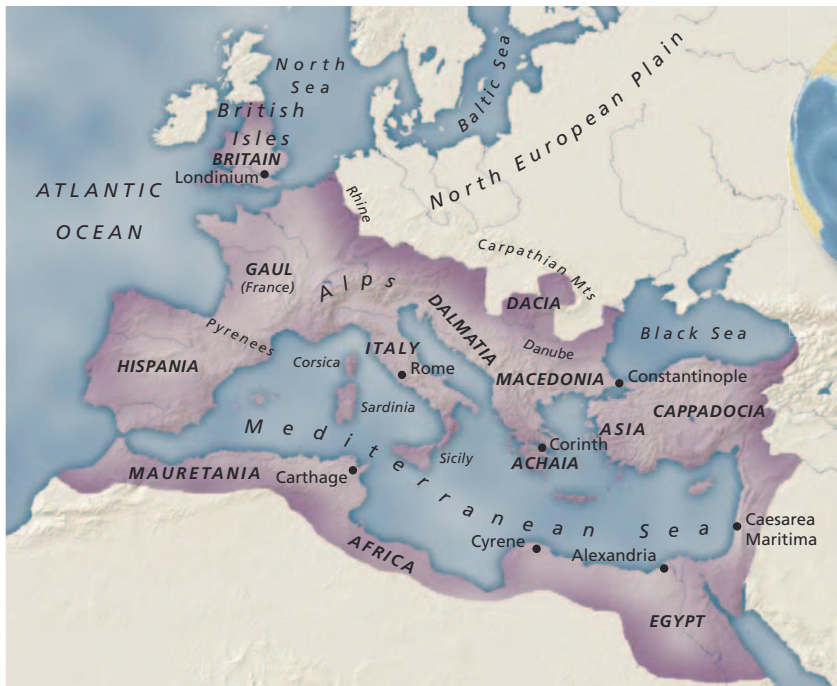 North
Sea
Baltic Sea
North European Plain
British
Isles
BRITAIN
Londinium
ATLANTIC
OCEAN
Rhine
Carpathian Mts
GAUL
(France)
Alps
DACIA
DALMATIA
Black Sea
Pyrenees
Danube
Corsica
ITALY
Rome
HISPANIA
MACEDONIA
Constantinople
Sardinia
ASIA
CAPPADOCIA
Mediterranean Sea
Corinth
Sicily
ACHAIA
MAURETANIA
Carthage
Caesarea
Maritima
AFRICA
Cyrene
Alexandria
EGYPT